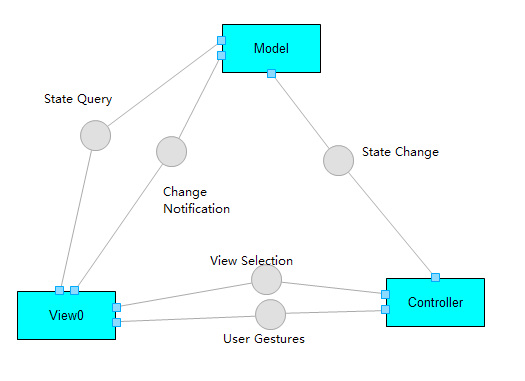 Model
State Query
State Change
Change
Notification
View Selection
View0
Controller
User Gestures